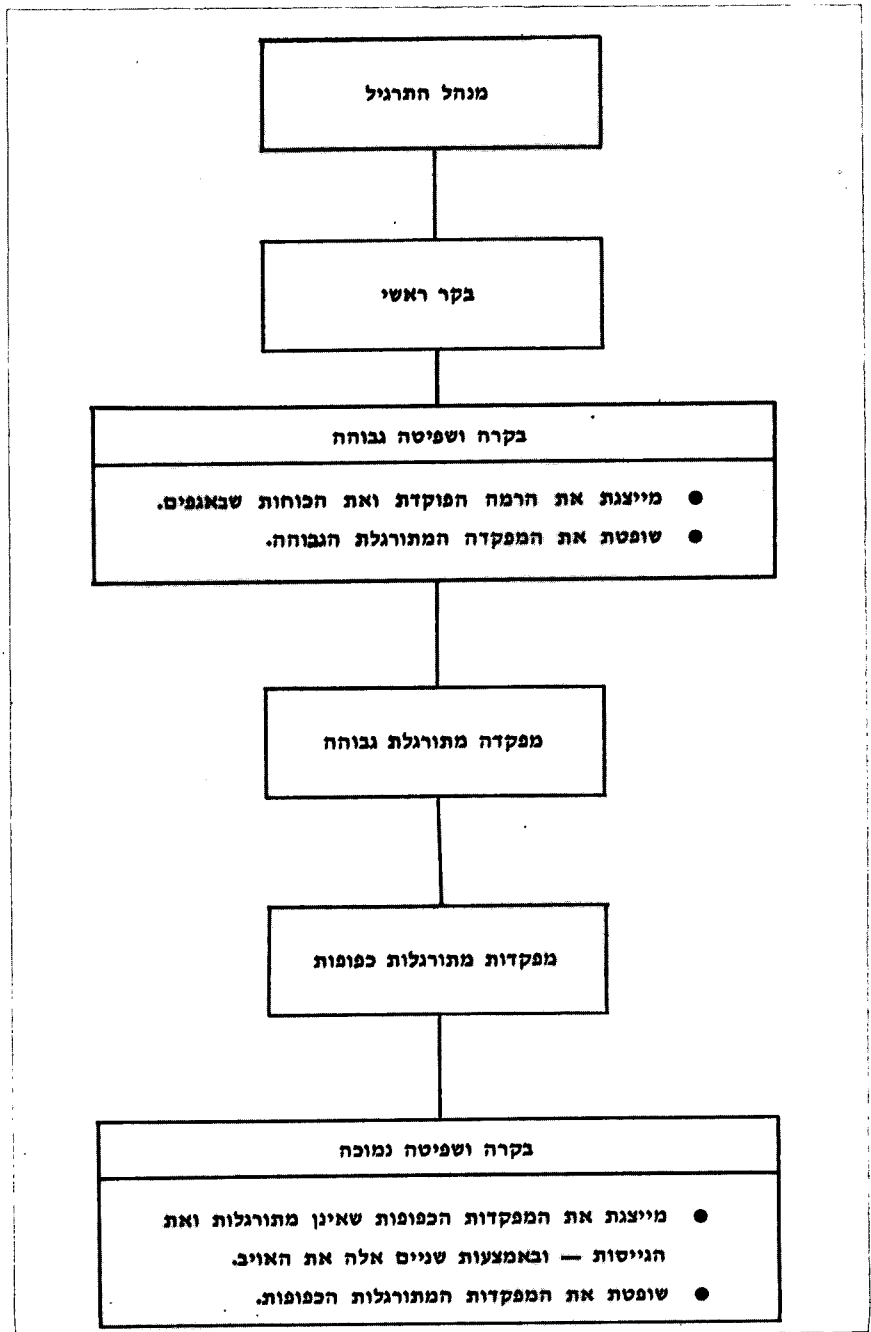 מנהל התרגיל
בקר ראשי
בקרה ושפיטה גבוהה
● מייצגת את הרמה הפוקדת ואת הכוחות שבאגפים.
● שופטת את המפקדה המתורגלת הגבוהה.
מפקדה מתורגלת גבוהה
מפקדות מתורגלות כפופות
בקרה ושפיטה נמוכה
● מייצגת את המפקדות הכפופות שאינן מתורגלות ואת
הגייסות — ובאמצעות שניים אלה את האויב.
● שופטת את המפקדות המתורגלות הכפופות.